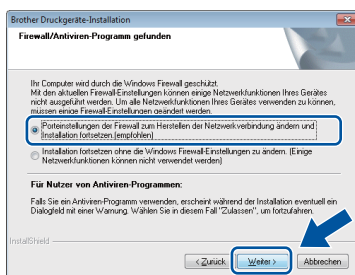 Brother Druckgeräte-Installation
Firewall/Antiviren-Programm gefunden
Ihr Computer wird durch die Windows Firewall geschützt.
Mit den aktuellen Firewall-Einstellungen können einige Netzwerkfunktionen Ihres Gerätes
nicht ausgeführt werden. Um alle Netzwerkfunktionen Ihres Gerätes verwenden zu können,
müssen einige Firewall-Einstellungen geändert werden.
Porteinstellungen der Firewall zum Herstellen der Netzwerkverbindung ändern und
Installation fortsetzen.(empfohlen)
Installation fortsetzen ohne die Windows Firewall-Einstellungen zu ändern. (Einige
Netzwerkfunktionen können nicht verwendet werden)
Für Nutzer von Antiviren-Programmen:
Falls Sie ein Antiviren-Programm verwenden, erscheint während der Installation eventuell ein
Dialogfeld mit einer Warnung. Wählen Sie in diesem Fall "Zulassen", um fortzufahren.
InstallShield
< Zurück Weiter > Abbrechen